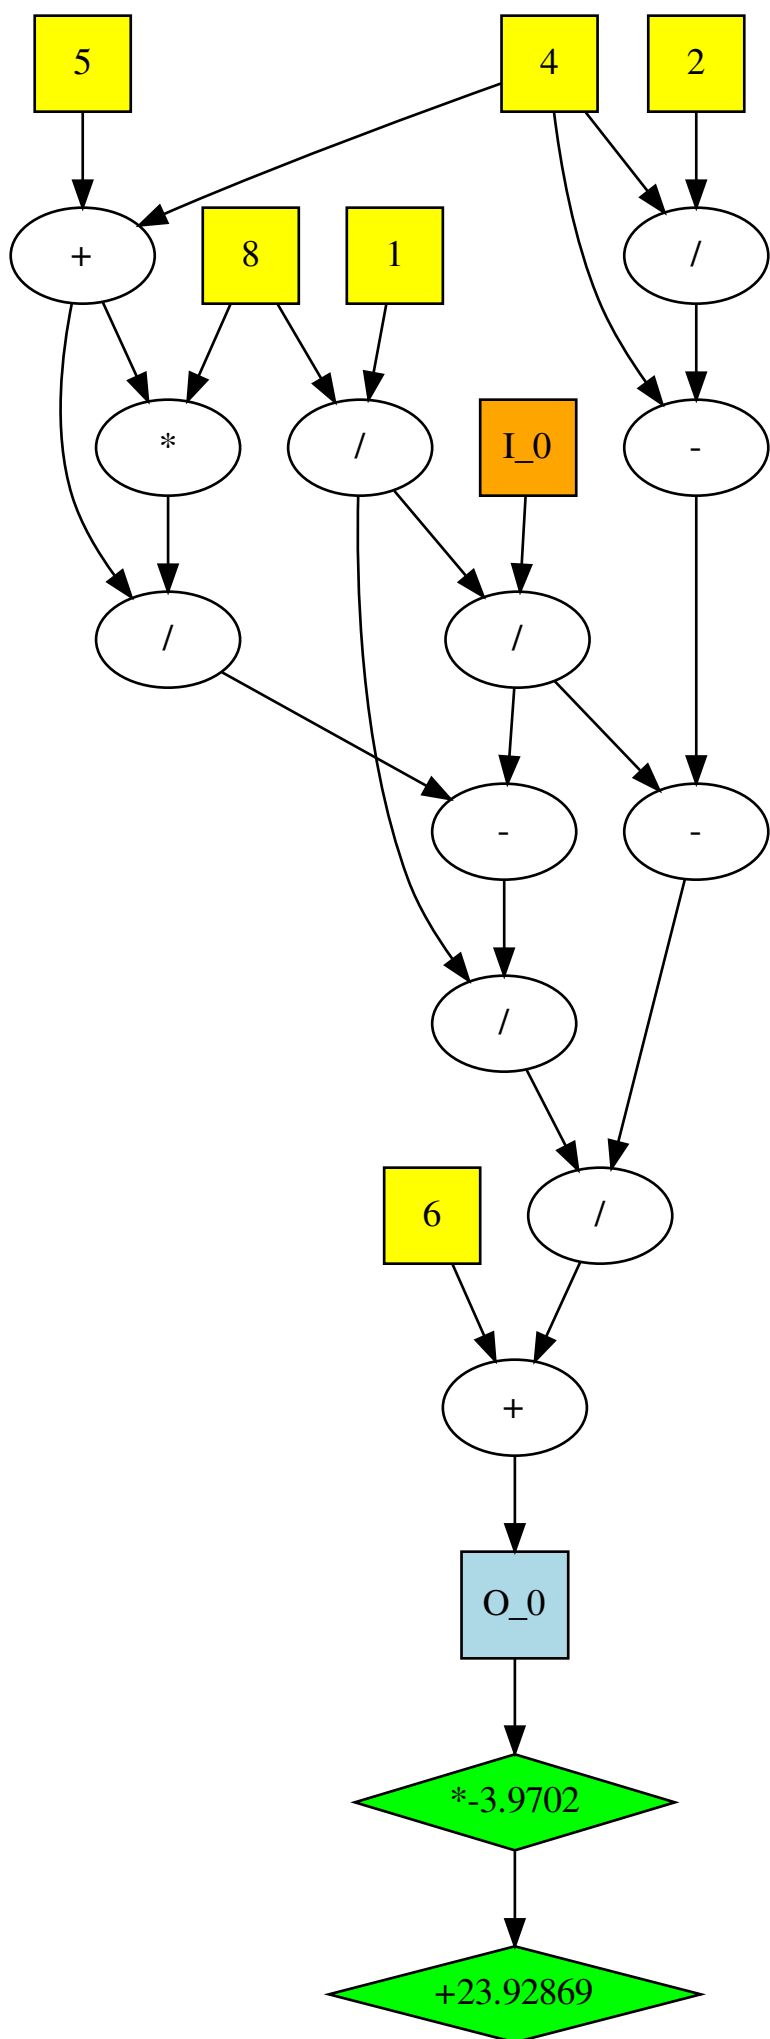 5 4 2
+ 8 1 /
* / I_0 -
/ /
- -
/
6 /
+
O_0
*-3.9702
+23.92869